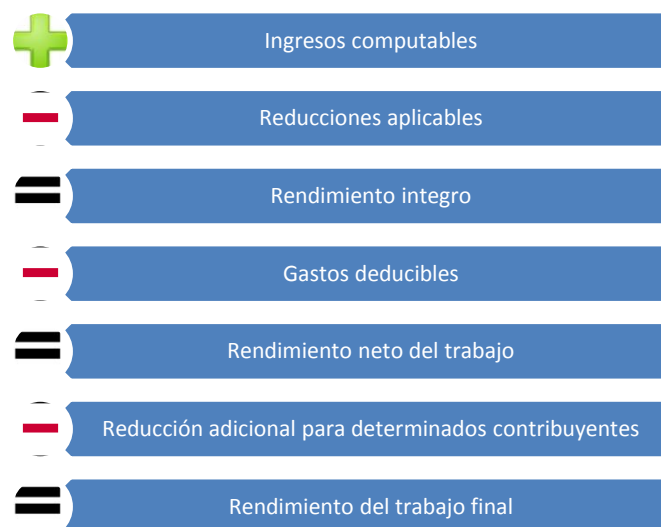 Ingresos computables
Reducciones aplicables
Rendimiento integro
Gastos deducibles
Rendimiento neto del trabajo
Reducción adicional para determinados contribuyentes
Rendimiento del trabajo final